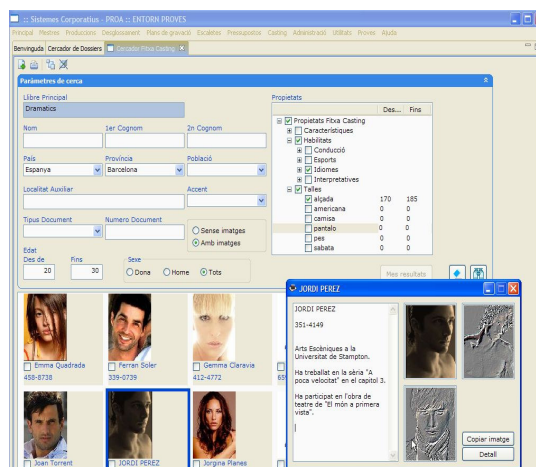 :: Sistemes Corporatius - PROA :: ENTORN PROVES
Principal Mestres Produccions Desglossament Plans de gravació Escaletes Pressupostos Casting Administració Utilitats Proves Ajuda
Benvinguda Cercador de Dossiers Cercador Fitxa Casting
Paràmetres de cerca
Llibre Principal
Dramatics
Nom 1er Cognom 2n Cognom
País Província Població
Espanya Barcelona
Localitat Auxiliar Accent
Tipus Document Numero Document
Sense imatges
Amb imatges
Edat
Des de Fins Sexe
20 30 Dona Home Tots
Propietats
Des... Fins
Propietats Fitxa Casting
Característiques
Habilitats
Conducció
Esports
Idiomes
Interpretatives
Talles
alçada 170 185
americana 0 0
camisa 0 0
pantalo 0 0
pes 0 0
sabata 0 0
Mes resultats
Emma Quadrada Ferran Soler Gemma Claravia
458-8738 339-0739 412-4772
Joan Torrent JORDI PEREZ Jorgina Planes
JORDI PEREZ
JORDI PEREZ
351-4149
Arts Escèniques a la
Universitat de Stampton.
Ha treballat en la sèria "A
poca velocitat" en el capitol 3.
Ha participat en l'obra de
teatre de "El món a primera
vista".
Copiar imatge
Detall